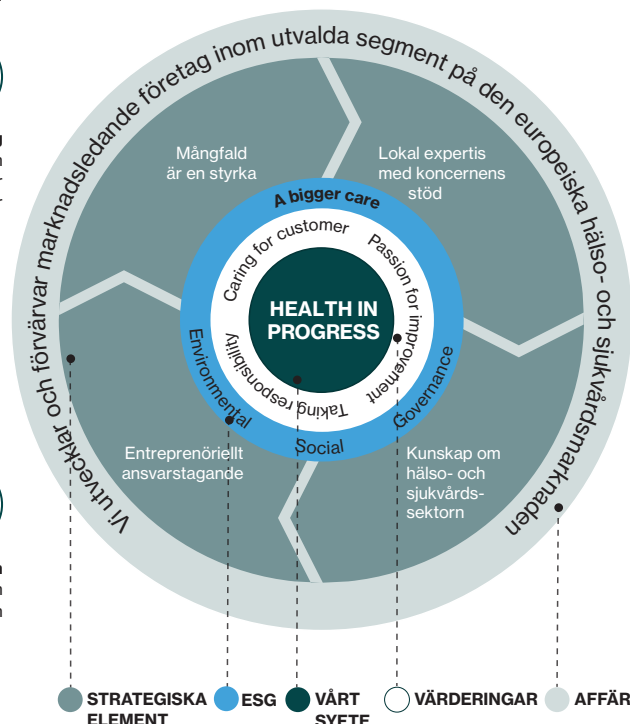 Vi utvecklar och förvärvar marknadsledande företag inom utvalda segment på den europeiska hälso- och sjukvårdsmarknaden
Mångfald
är en styrka
Lokal expertis
med koncernens
stöd
A bigger care
Caring for customer
Passion for improvement
HEALTH IN
PROGRESS
Taking responsibility
Environmental
Social
Governance
Entreprenöriellt
ansvarstagande
Kunskap om
hälso- och
sjukvårds-
sektorn
STRATEGISKA
ELEMENT
ESG
VÅRT
SYFTE
VÄRDERINGAR
AFFÄR